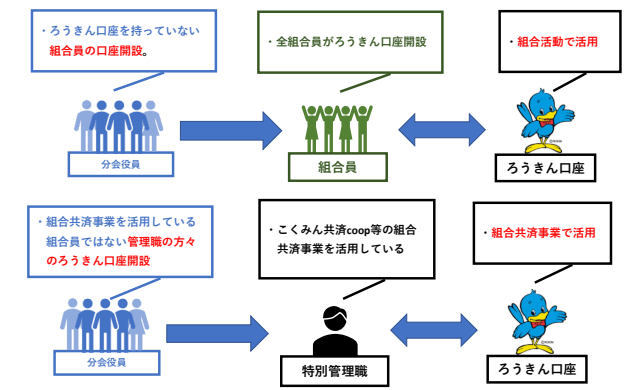 ・ろうきん口座を持っていない
組合員の口座開設。
・全組合員がろうきん口座開設
・組合活動で活用
分会役員
組合員
ろうきん口座
・組合共済事業を活用している
組合員ではない管理職の方々
のろうきん口座開設
・こくみん共済coop等の組合
共済事業を活用している
・組合共済事業で活用
分会役員
特別管理職
ろうきん口座